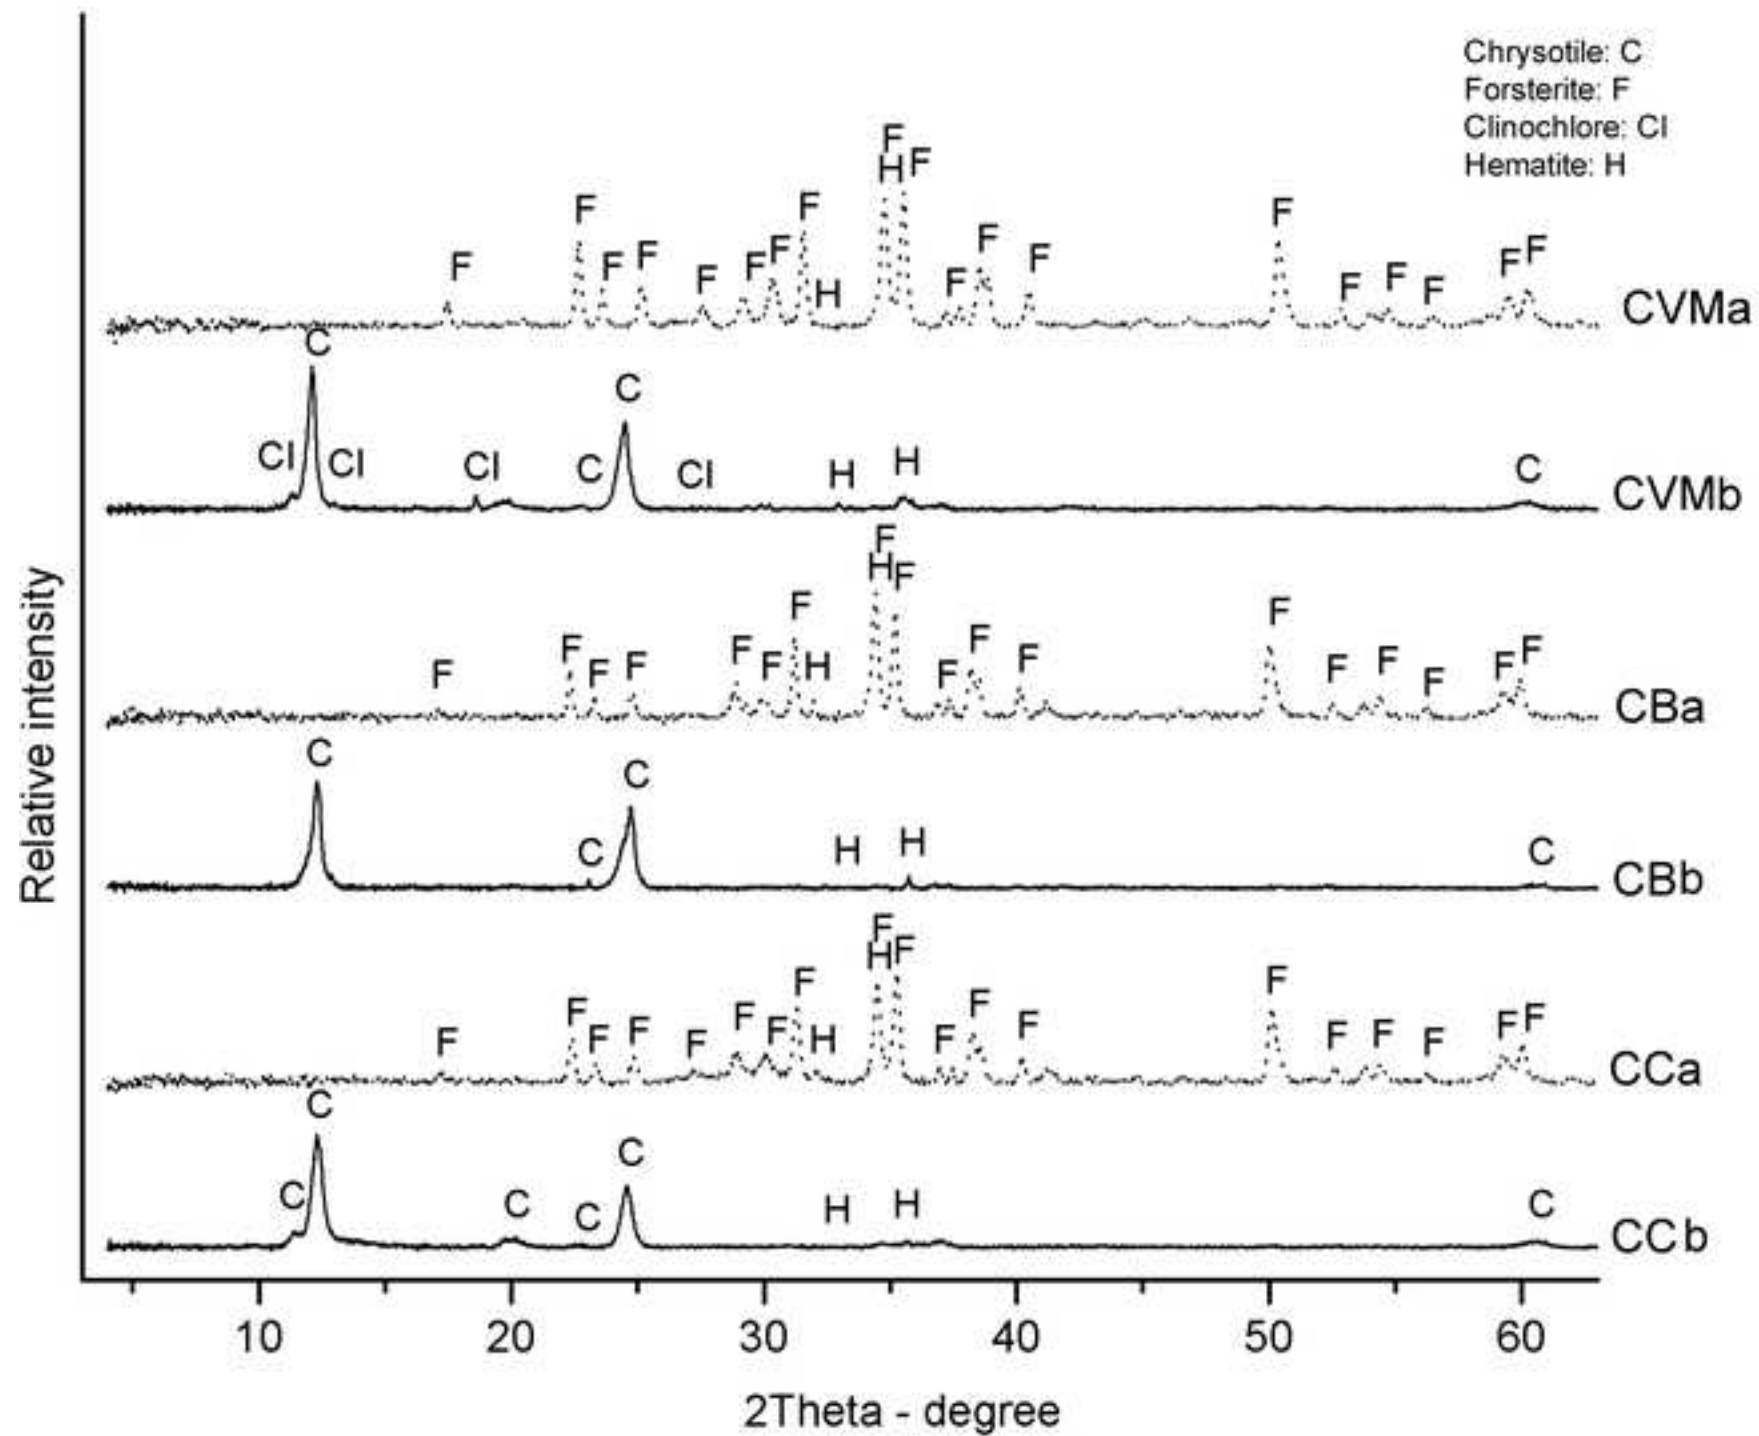 Chrysotile: C
Forsterite: F
Clinochlore: Cl
Hematite: H
F
H F
F F F F F F F F F H F F F F F F F F F
CVMa
C
C
Cl Cl Cl C Cl H H C
CVMb
F
H F
F F F F F F F H F F F F F F F F F
CBa
C C
C H H C
CBb
F
H F
F F F F F F F F H F F F F F F F F F
CCa
C
C
C C C H H C
CCb
10 20 30 40 50 60
2Theta - degree
Relative intensity